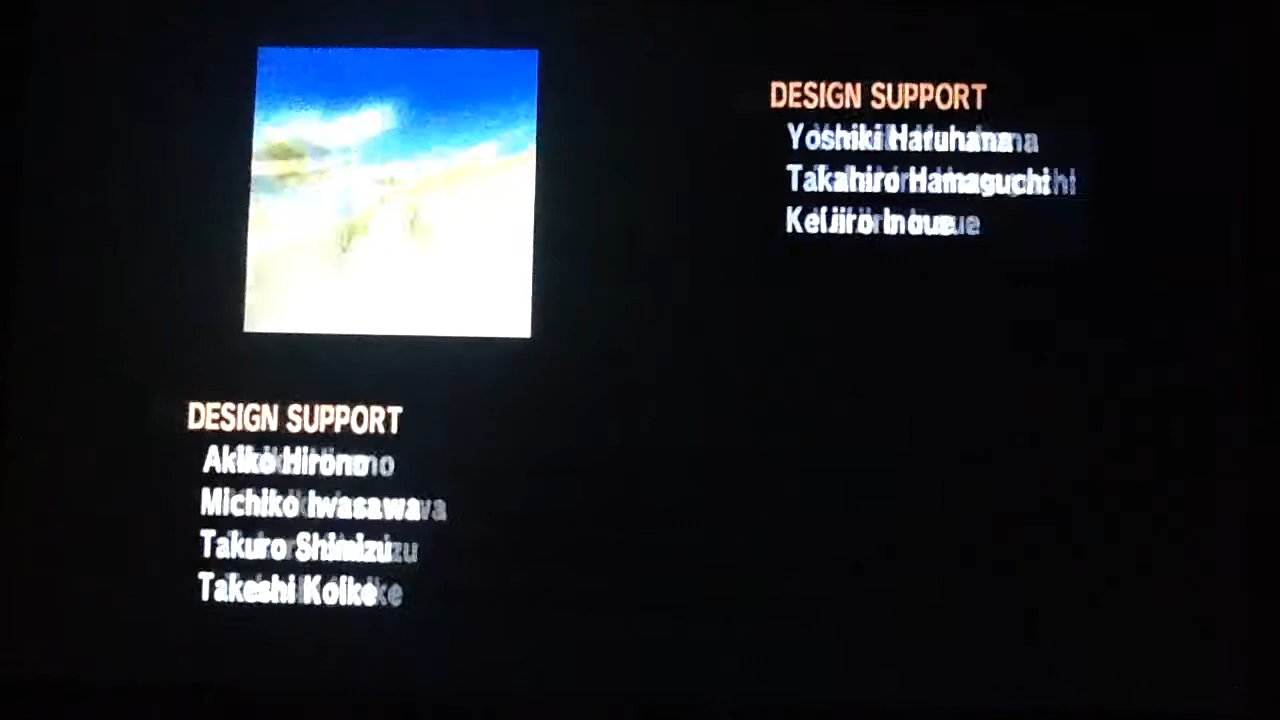 DESIGN SUPPORT
Yoshiki Haruhana
Takahiro Hamaguchi
Keijiro Inoue
DESIGN SUPPORT
Akiko Hirono
Michiko Iwasawa
Takuro Shimizu
Takeshi Koike